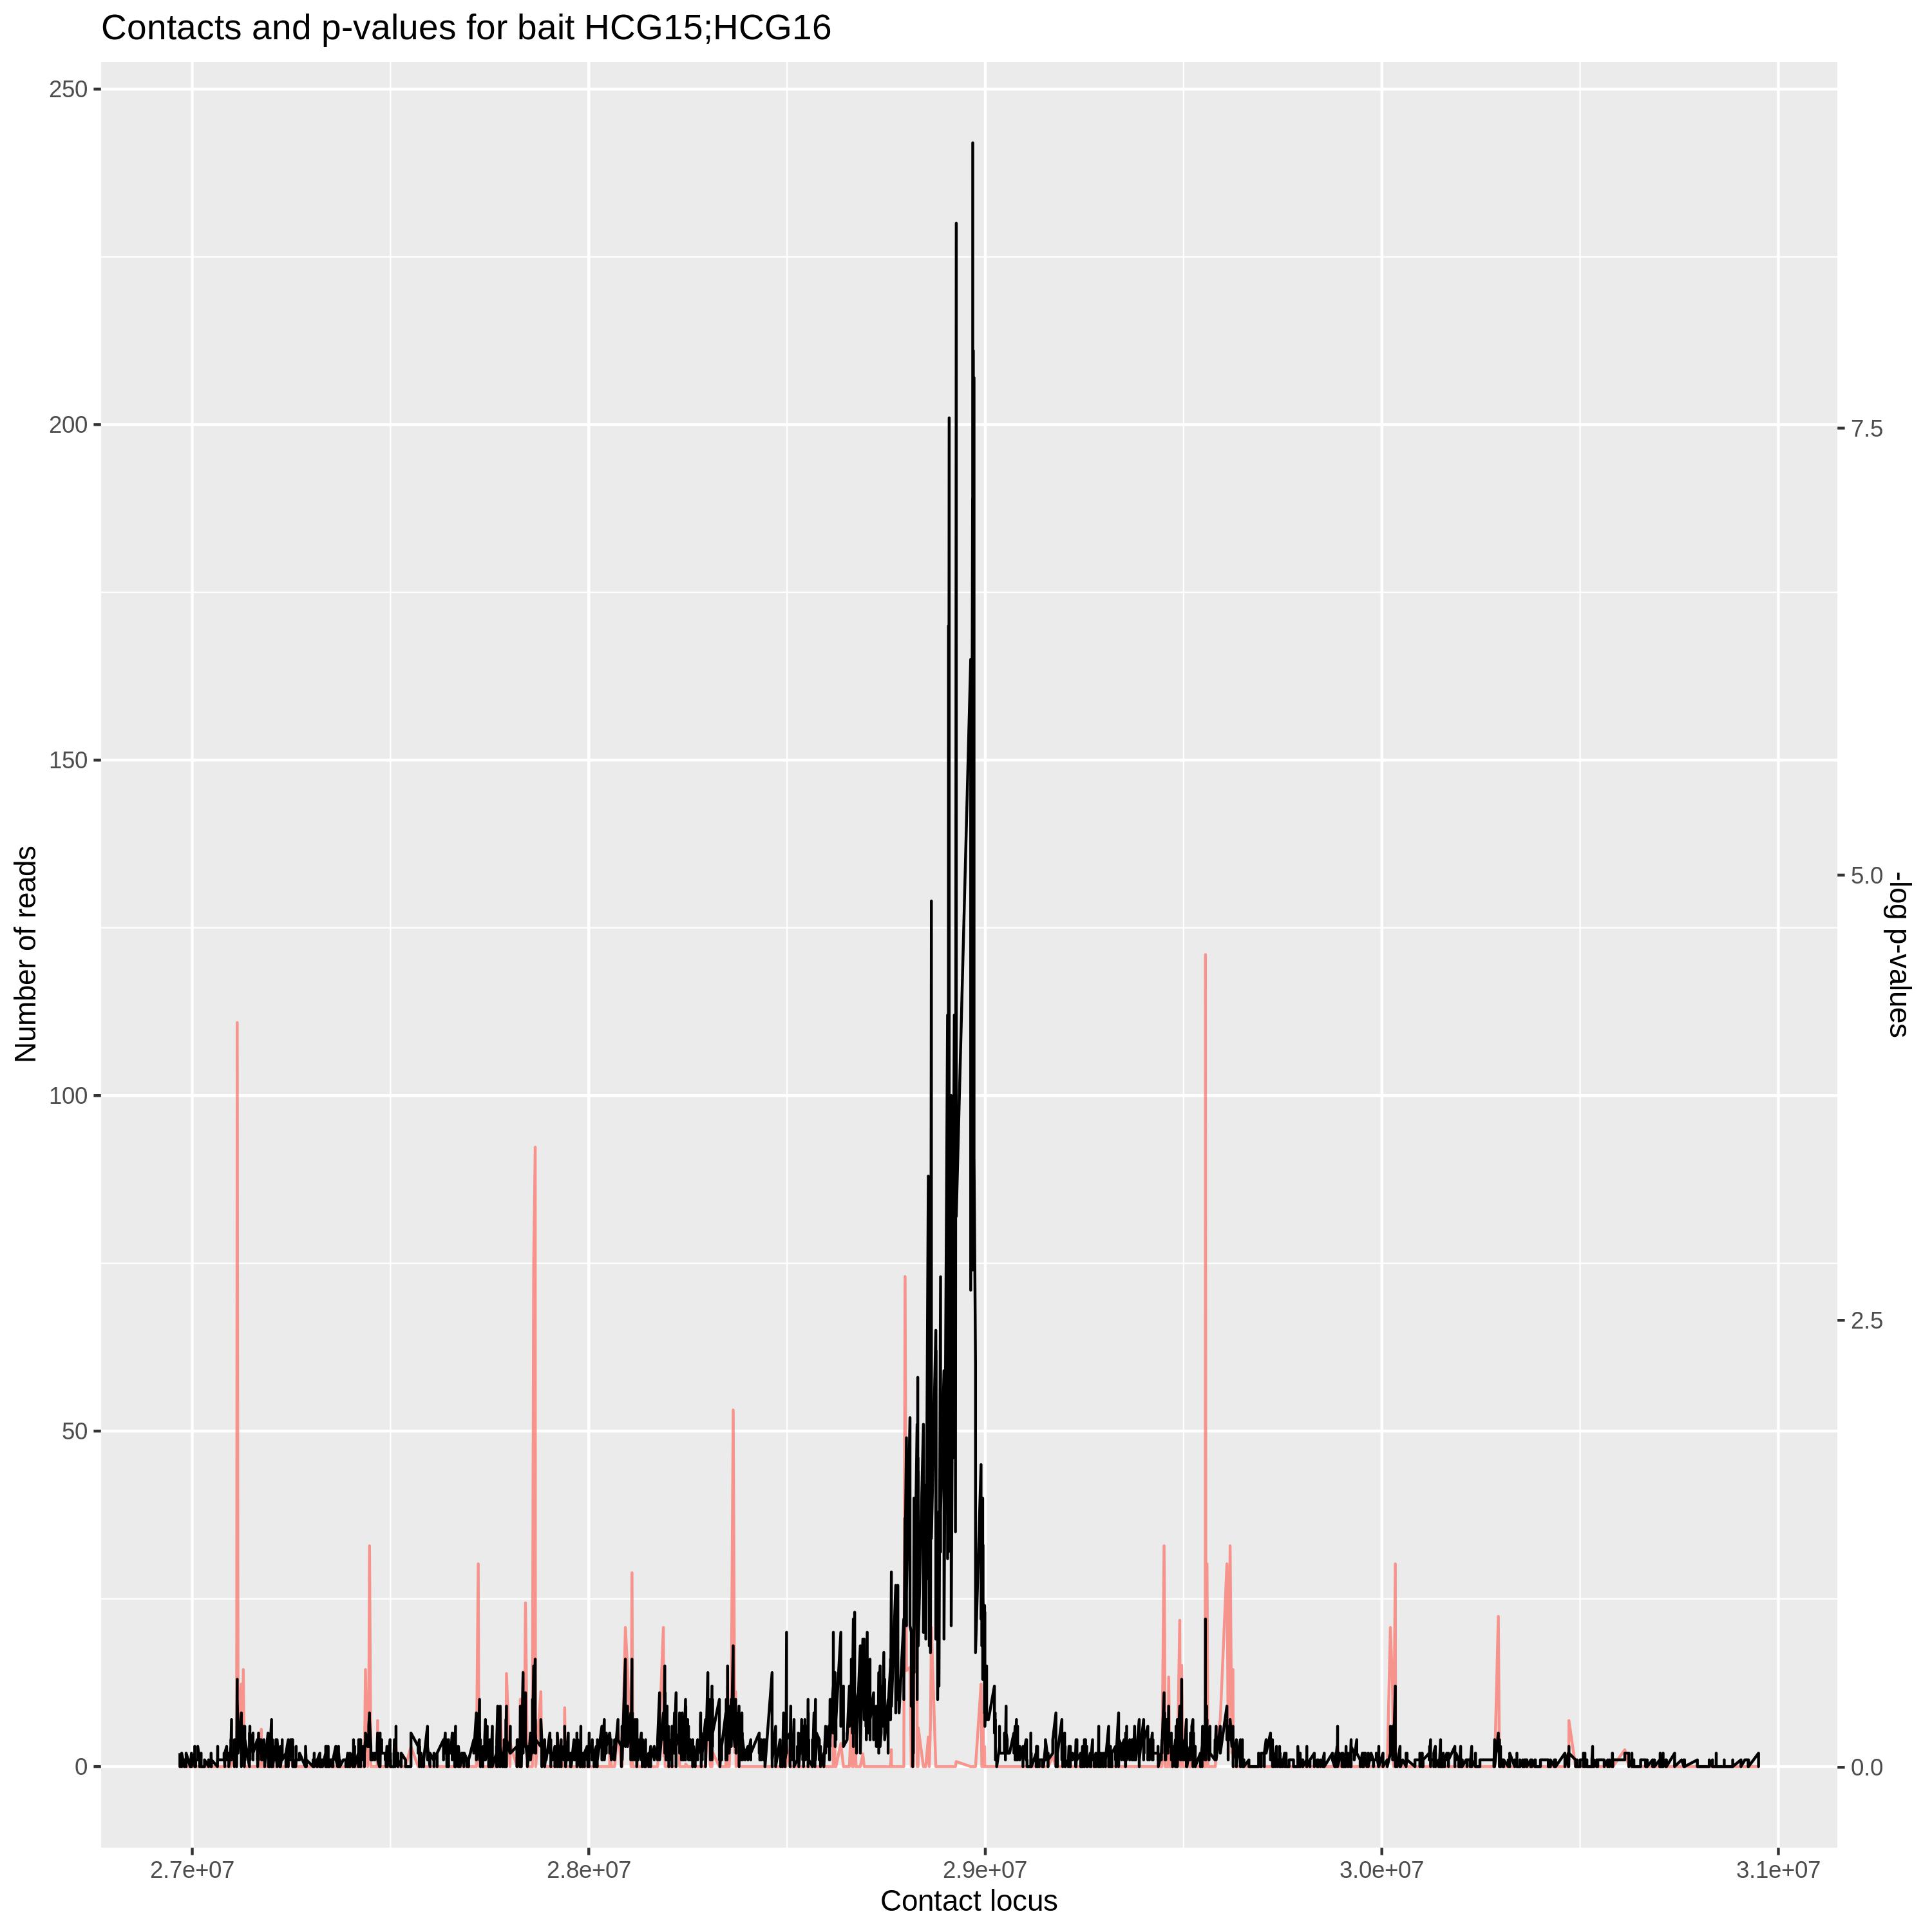 Contacts and p-values for bait HCG15;HCG16
250
200
150
100
50
0
Number of reads
7.5
5.0
2.5
0.0
-log p-values
2.7e+07
2.8e+07
2.9e+07
3.0e+07
3.1e+07
Contact locus